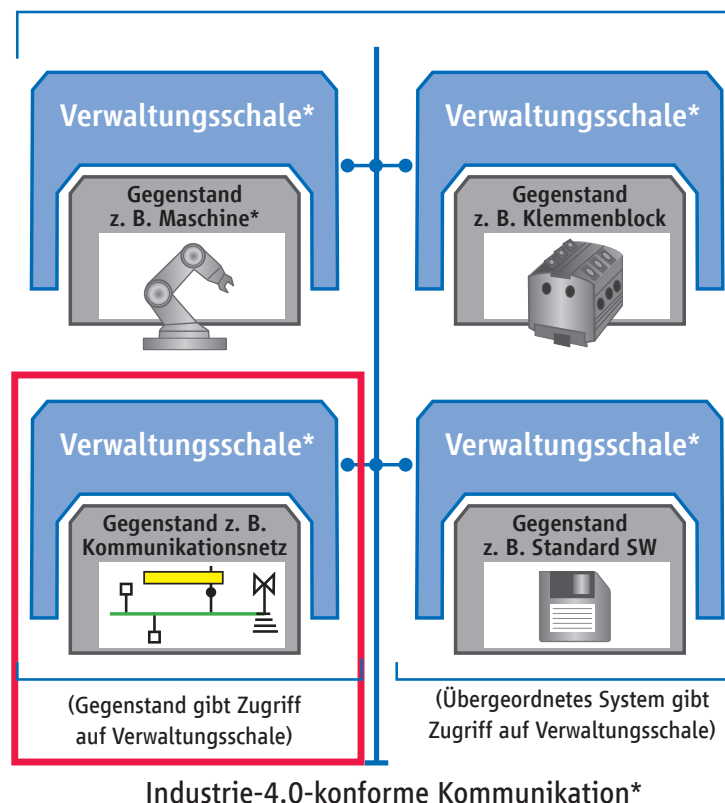 Verwaltungsschale*
Gegenstand
z. B. Maschine*
Verwaltungsschale*
Gegenstand
z. B. Klemmenblock
Verwaltungsschale*
Gegenstand z. B.
Kommunikationsnetz
(Gegenstand gibt Zugriff
auf Verwaltungsschale)
Verwaltungsschale*
Gegenstand
z. B. Standard SW
(Übergeordnetes System gibt
Zugriff auf Verwaltungsschale)
Industrie-4.0-konforme Kommunikation*